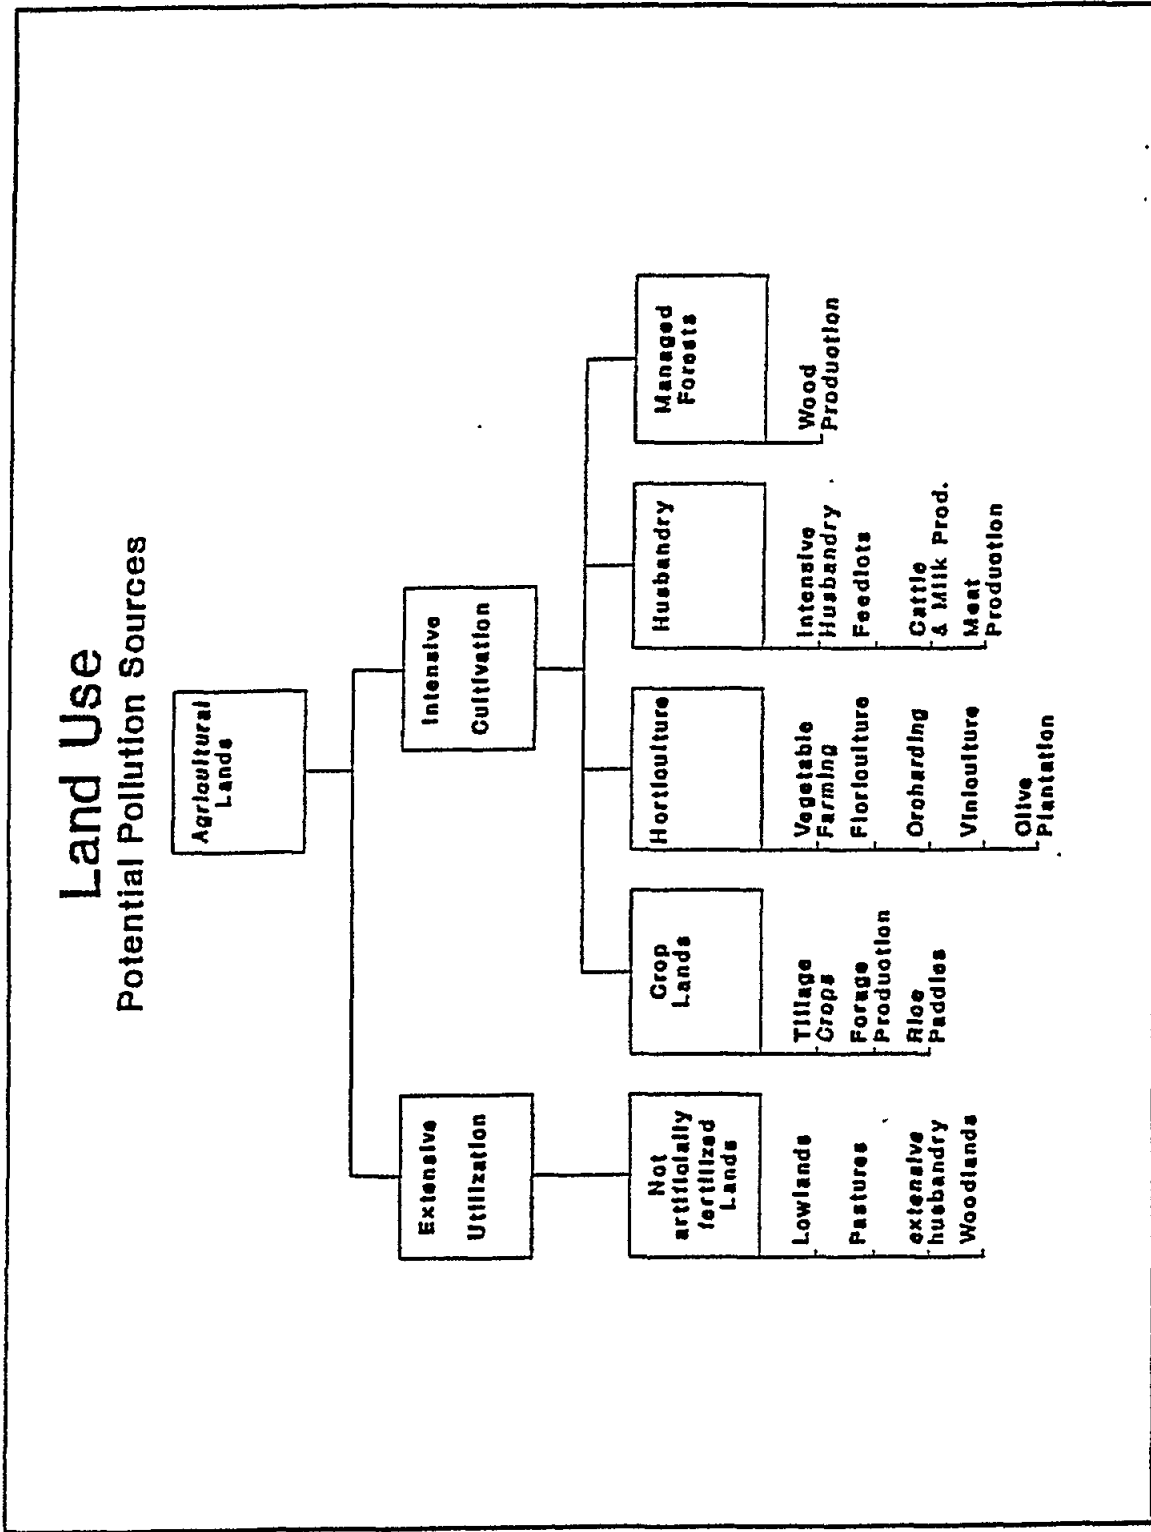 Land Use
Potential Pollution Sources
Agricultural
Lands
Extensive
Utilization
Intensive
Cultivation
Not
artificially
fertilized
Lands
Lowlands
Pastures
extensive
husbandry
Woodlands
Crop
Lands
Tillage
Crops
Forage
Production
Rice
Paddies
Horticulture
Vegetable
Farming
Floriculture
Orcharding
Viniculture
Olive
Plantation
Husbandry
Intensive
Husbandry
Feedlots
Cattle
& Milk Prod.
Meat
Production
Managed
Forests
Wood
Production